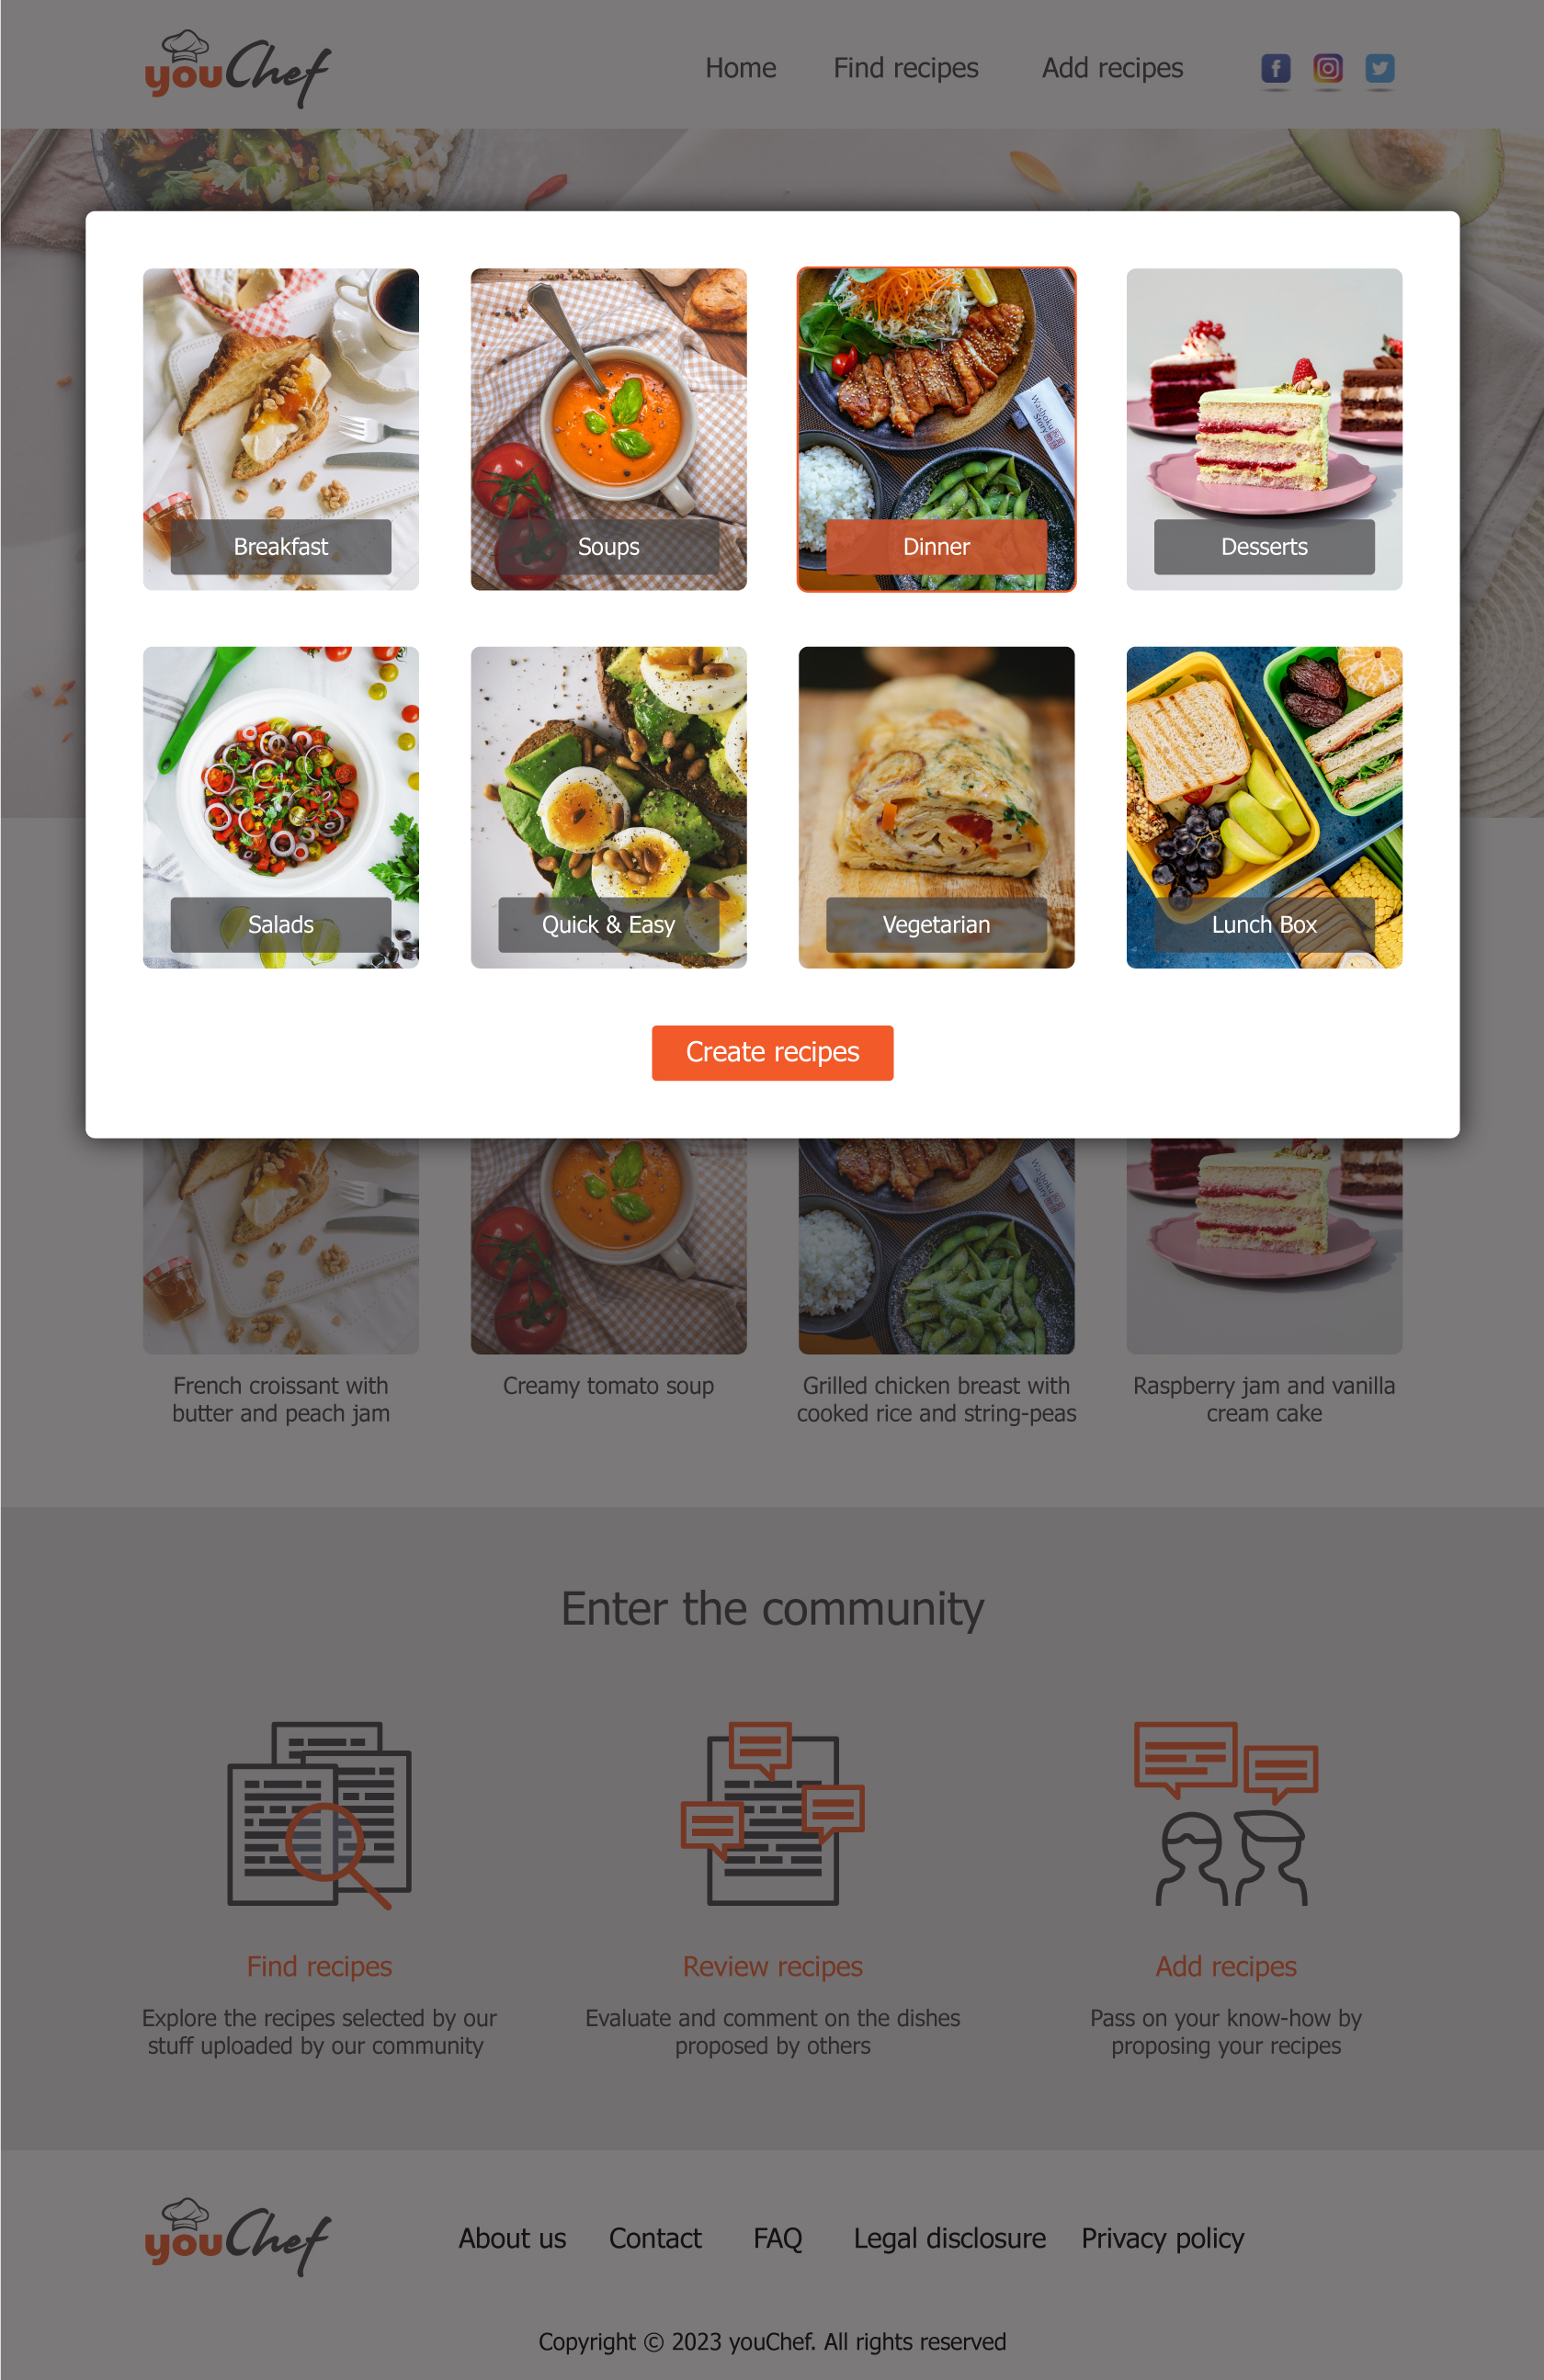 youChef
Home Find recipes Add recipes
Breakfast Soups Dinner Desserts
Washoku
Story
Salads Quick & Easy Vegetarian Lunch Box
Create recipes
Washoku
Story
French croissant with
butter and peach jam
Creamy tomato soup
Grilled chicken breast with
cooked rice and string-peas
Raspberry jam and vanilla
cream cake
Enter the community
Find recipes
Explore the recipes selected by our
stuff uploaded by our community
Review recipes
Evaluate and comment on the dishes
proposed by others
Add recipes
Pass on your know-how by
proposing your recipes
youChef
About us Contact FAQ Legal disclosure Privacy policy
Copyright © 2023 youChef. All rights reserved